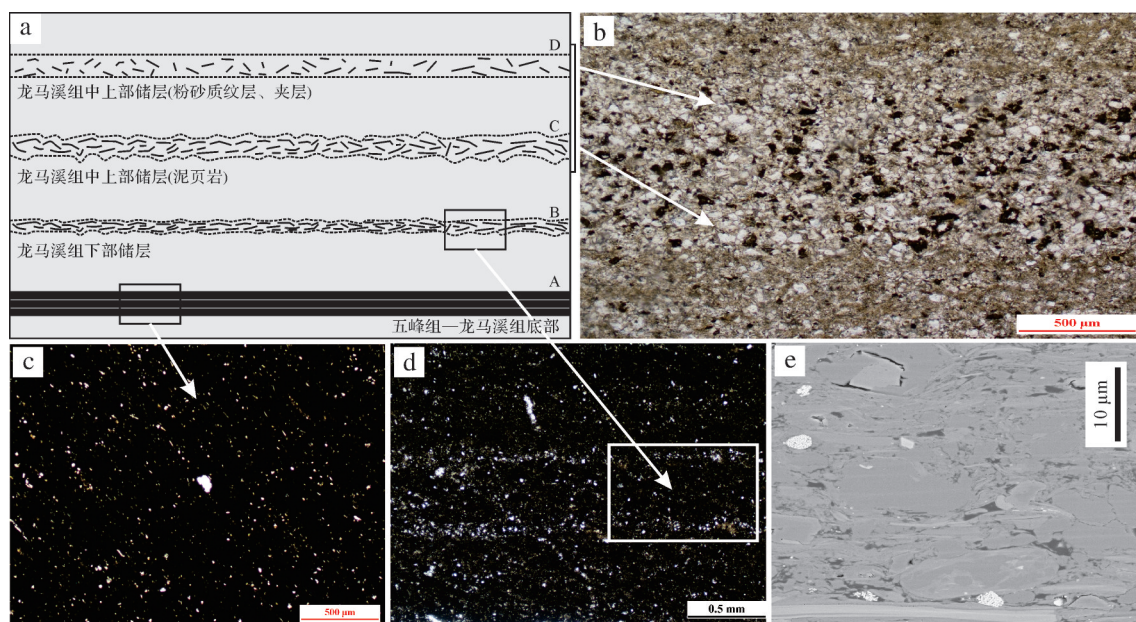 a
D
龙马溪组中上部储层(粉砂质纹层、夹层)
C
龙马溪组中上部储层(泥页岩)
B
龙马溪组下部储层
A
五峰组—龙马溪组底部
b
500 μm
c
500 μm
d
0.5 mm
e
10 μm